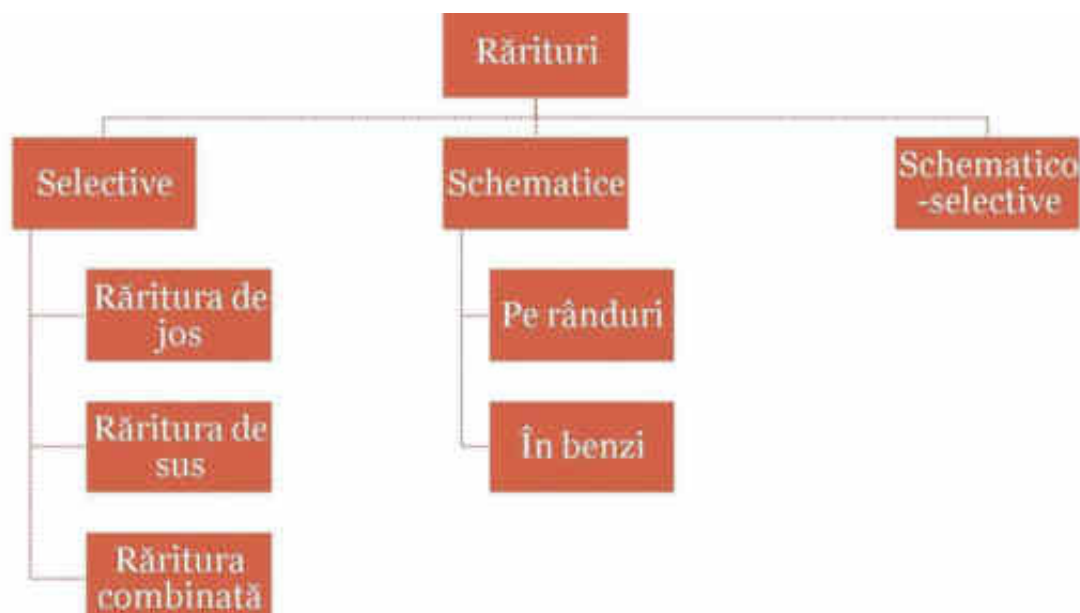 Rărituri
Selective
Schematice
Schematico
-selective
Răritura de
jos
Pe rânduri
Răritura de
sus
În benzi
Răritura
combinată